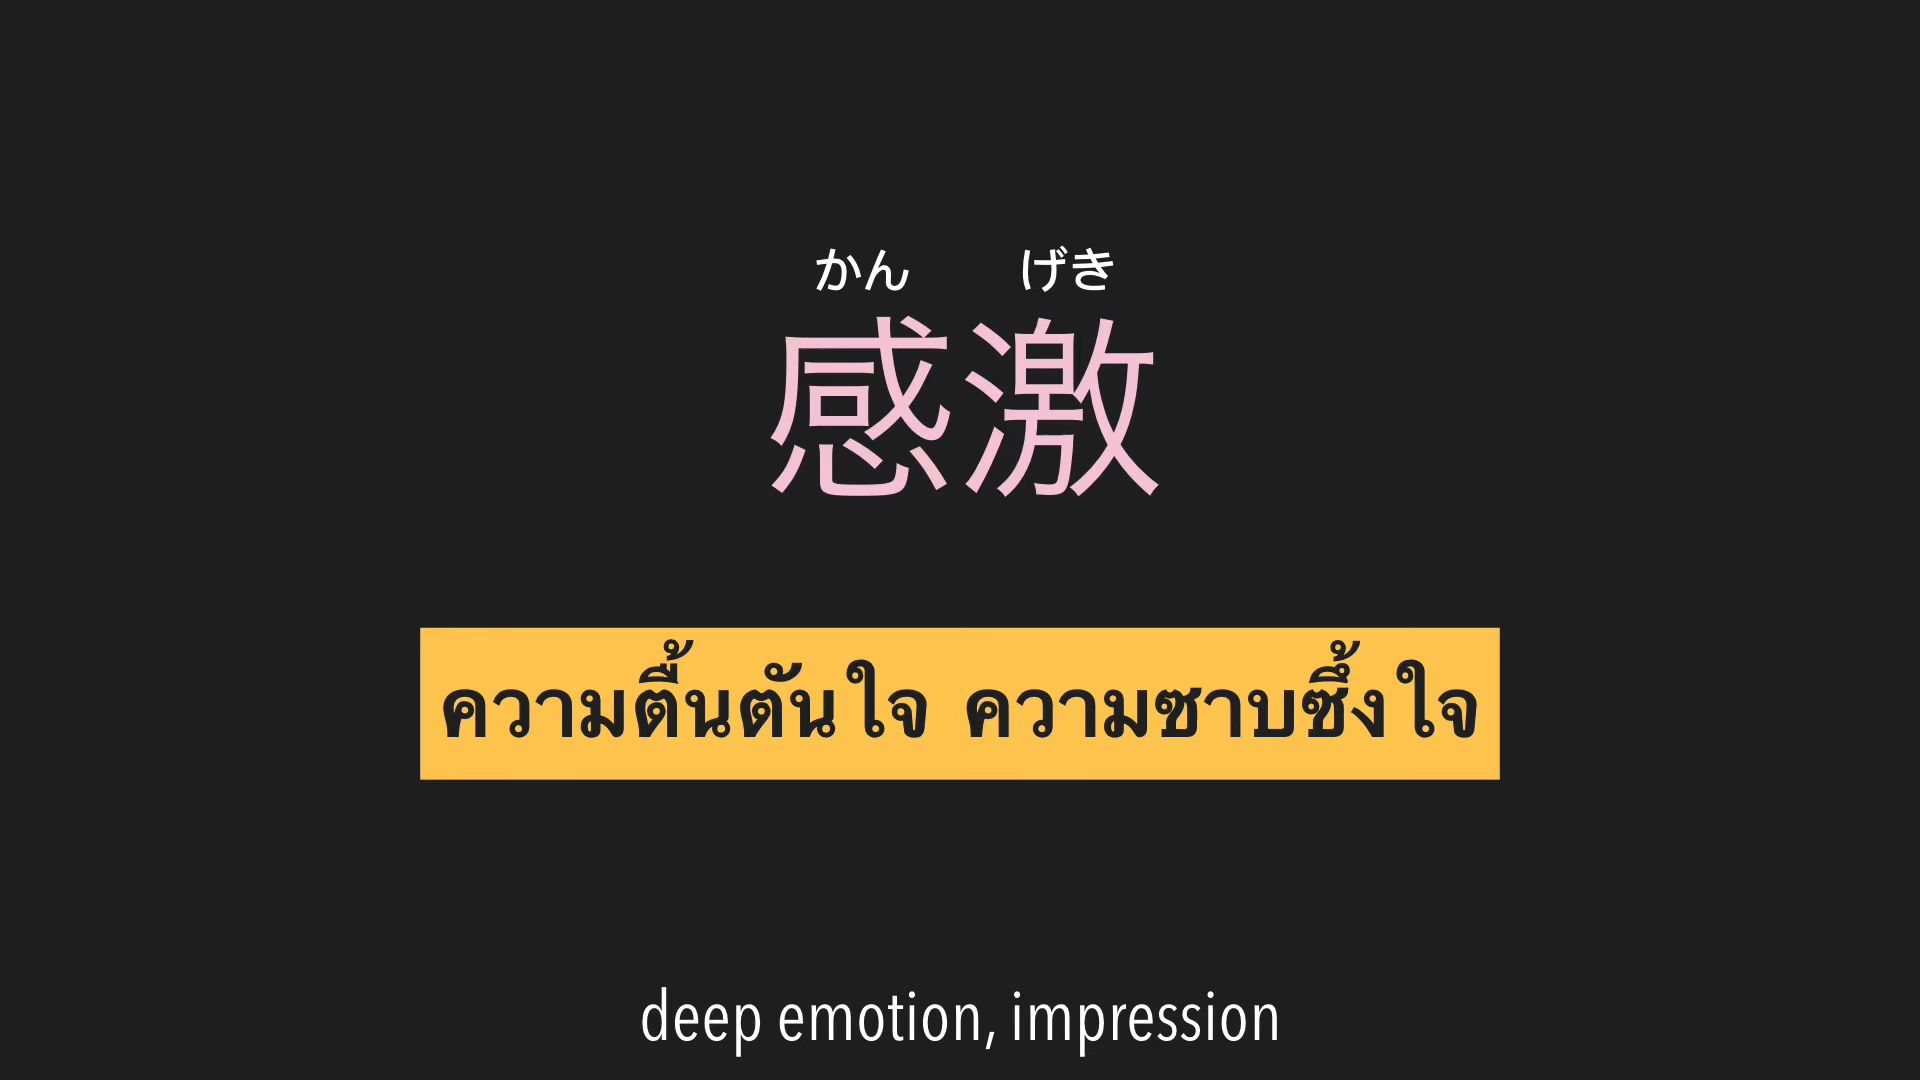 かん げき
感激
ความตื้นตันใจ ความซาบซึ้งใจ
deep emotion, impression